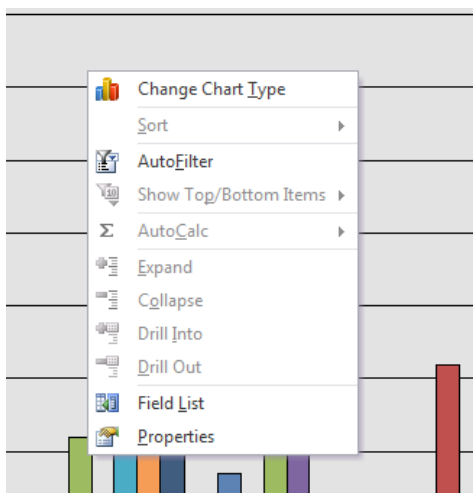 Change Chart Type
Sort
AutoFilter
Show Top/Bottom Items
AutoCalc
Expand
Collapse
Drill Into
Drill Out
Field List
Properties